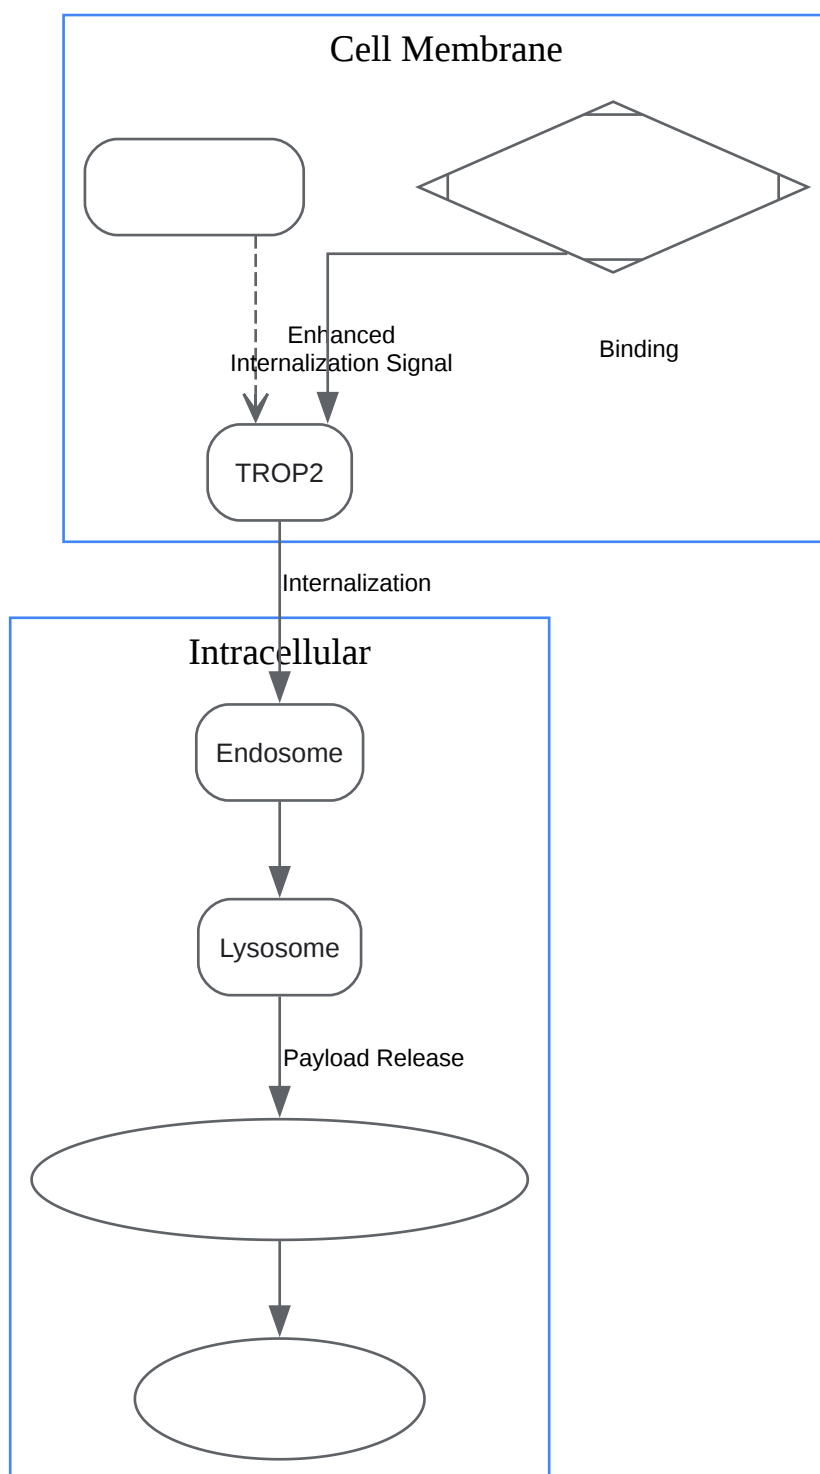 Cell Membrane
Enhanced
Internalization Signal
Binding
TROP2
Internalization
Intracellular
Endosome
Lysosome
Payload Release